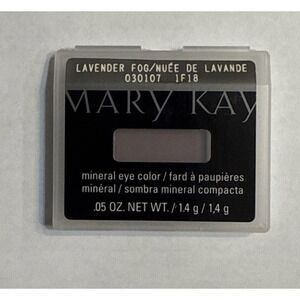 LAVENDER FOG/NUÉE DE LAVANDE
030107 1F18
MARY KAY
mineral eye color / fard à paupières
minéral / sombra mineral compacta
.05 OZ. NET WT. / 1.4 g / 1,4 g